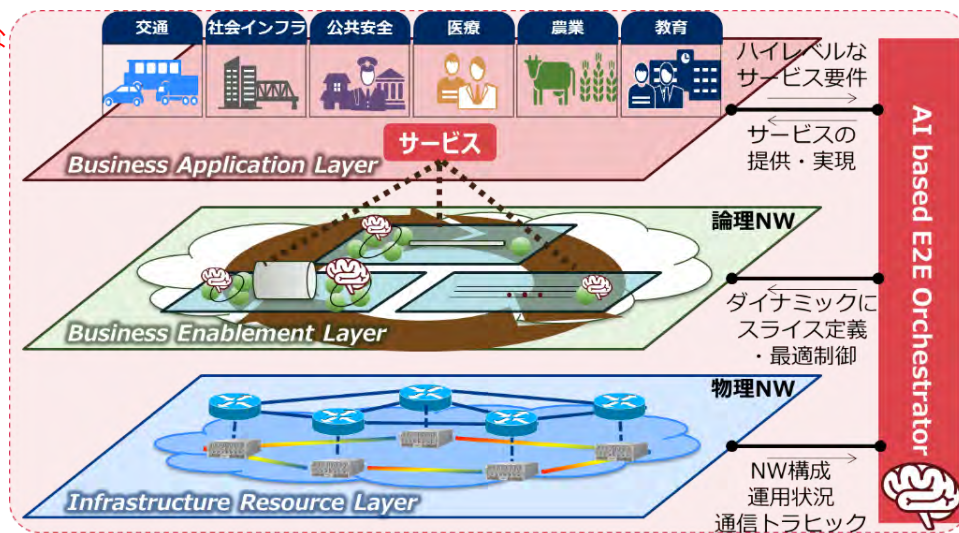 交通
社会インフラ
公共安全
医療
農業
教育
ハイレベルな
サービス要件
サービスの
提供・実現
サービス
Business Application Layer
論理NW
ダイナミックに
スライス定義
・最適制御
Business Enablement Layer
物理NW
NW構成
運用状況
通信トラヒック
Infrastructure Resource Layer
AI based E2E Orchestrator